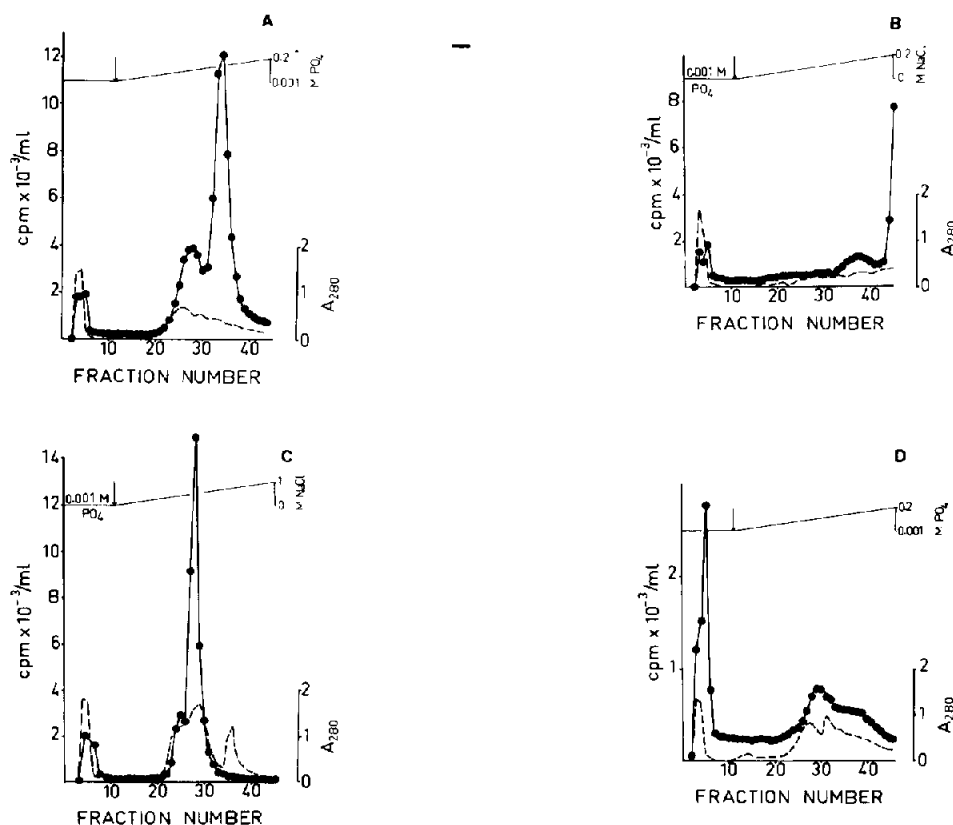 A
12
10
8
6
4
2
cpm x 10⁻³/ml
0.2
0.001
M PO₄
2
1
0
A₂₈₀
10 20 30 40
FRACTION NUMBER
B
8
6
4
2
cpm x 10⁻³/ml
0.001 M
PO₄
0.2
0
M NaC.
2
1
0
A₂₈₀
10 20 30 40
FRACTION NUMBER
C
14
12
10
8
6
4
2
cpm x 10⁻³/ml
0.001 M
PO₄
1
0
M NaCl
2
1
0
A₂₈₀
10 20 30 40
FRACTION NUMBER
D
2
1
cpm x 10⁻³/ml
0.2
0.001
M PO₄
2
1
0
A₂₈₀
10 20 30 40
FRACTION NUMBER